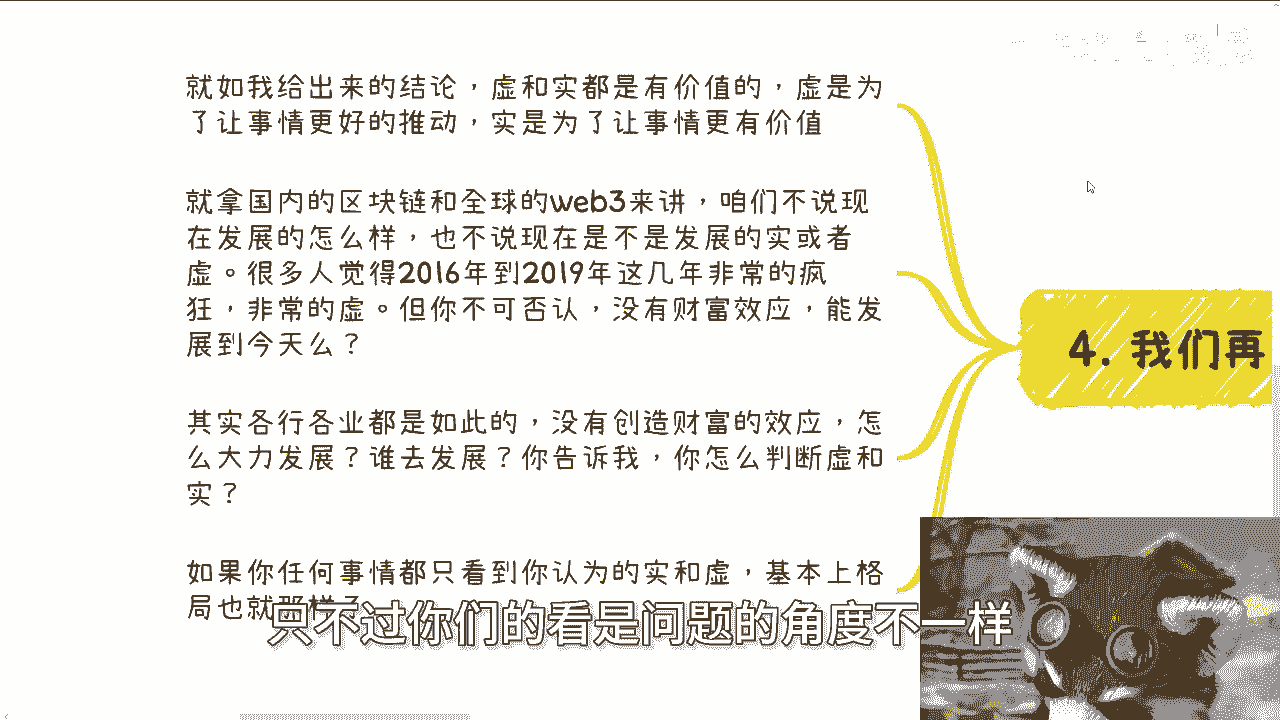 就如我给出来的结论，虚和实都是有价值的，虚是为
了让事情更好的推动，实是为了让事情更有价值
就拿国内的区块链和全球的web3来讲，咱们不说现
在发展的怎么样，也不说现在是不是发展的实或者
虚。很多人觉得2016年到2019年这几年非常的疯
狂，非常的虚。但你不可否认，没有财富效应，能发
展到今天么？
其实各行各业都是如此的，没有创造财富的效应，怎
么大力发展？谁去发展？你告诉我，你怎么判断虚和
实？
如果你任何事情都只看到你认为的实和虚，基本上格
局也就那样了
4. 我们再
只不过你们的看是问题的角度不一样